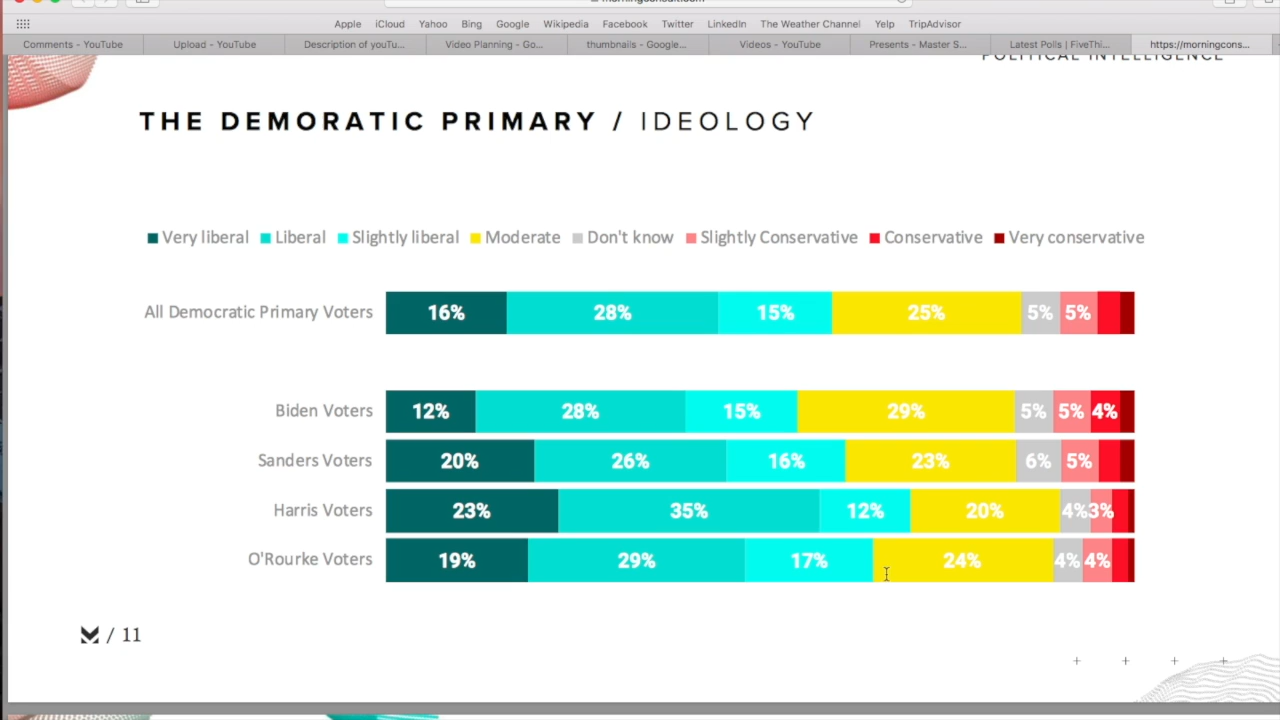 morningconsult.com
Apple iCloud Yahoo Bing Google Wikipedia Facebook Twitter LinkedIn The Weather Channel Yelp TripAdvisor
Comments - YouTube Upload - YouTube Description of youTu... Video Planning - Go... thumbnails - Google... Videos - YouTube Presents - Master S... Latest Polls | FiveThi... https://morningcons...
POLITICAL INTELLIGENCE
THE DEMORATIC PRIMARY / IDEOLOGY
Very liberal Liberal Slightly liberal Moderate Don't know Slightly Conservative Conservative Very conservative
All Democratic Primary Voters 16% 28% 15% 25% 5% 5%
Biden Voters 12% 28% 15% 29% 5% 5% 4%
Sanders Voters 20% 26% 16% 23% 6% 5%
Harris Voters 23% 35% 12% 20% 4% 3%
O'Rourke Voters 19% 29% 17% 24% 4% 4%
/ 11